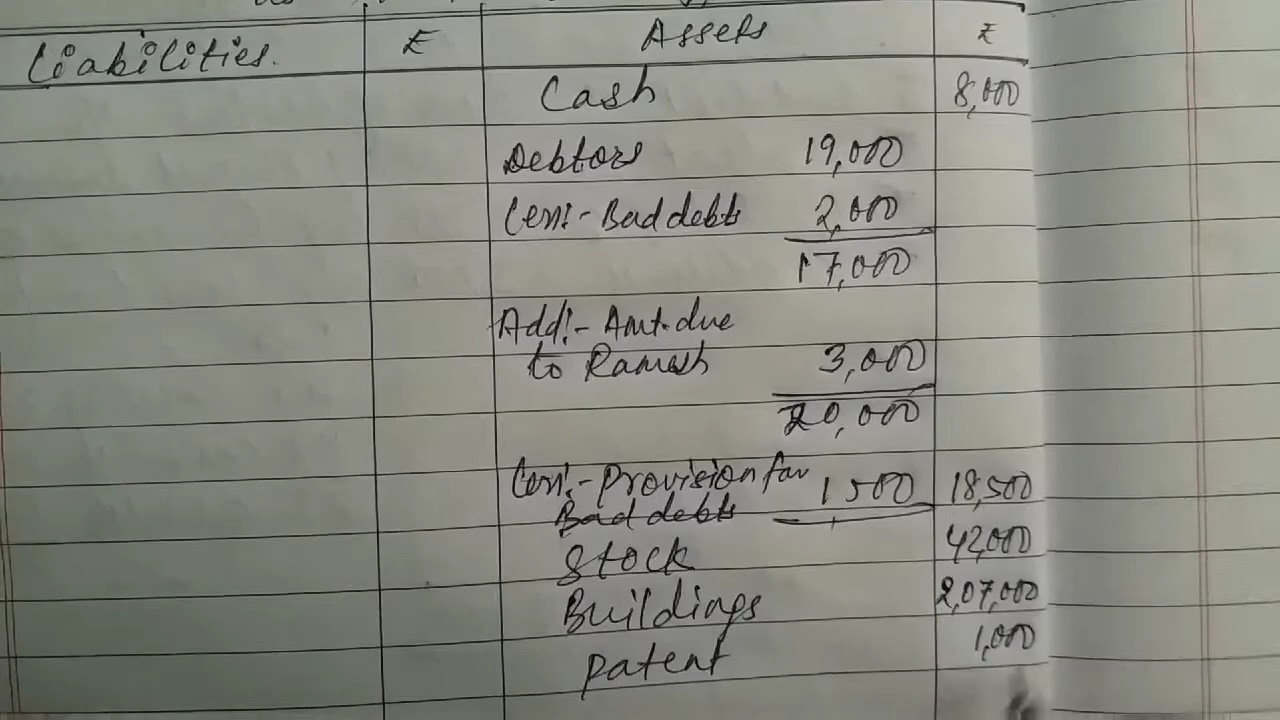 Liabilities. ₹ Assets ₹
Cash 8,000
Debtors 19,000
Less:- Bad debts 2,000
17,000
Add:- Amt. due
to Ramesh 3,000
20,000
Less:- Provision for 1,500 18,500
Bad debts
Stock 42,000
Buildings 2,07,000
Patent 1,000